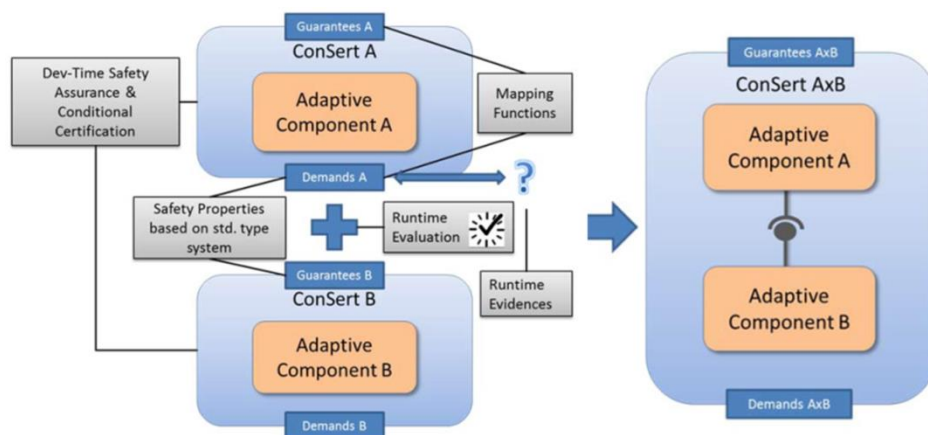 Guarantees A
ConSert A
Dev-Time Safety
Assurance &
Conditional
Certification
Adaptive
Component A
Mapping
Functions
Demands A
?
Safety Properties
based on std. type
system
Runtime
Evaluation
Guarantees B
ConSert B
Runtime
Evidences
Adaptive
Component B
Demands B
Guarantees AxB
ConSert AxB
Adaptive
Component A
Adaptive
Component B
Demands AxB